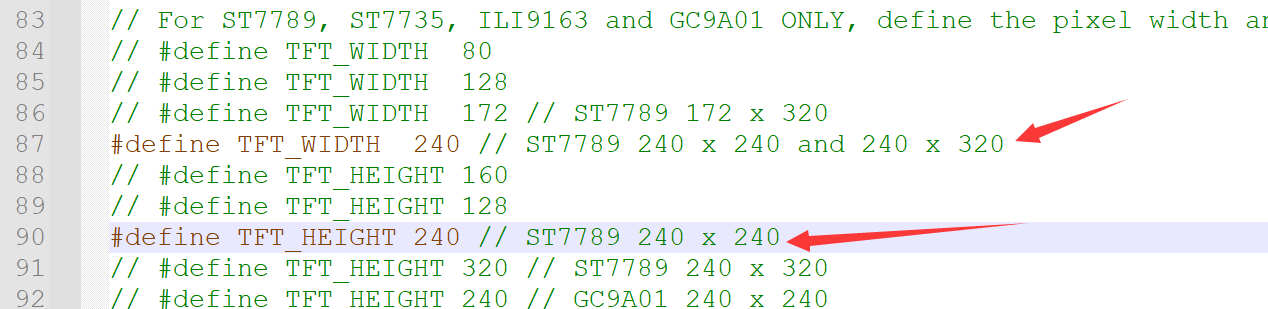 83 // For ST7789, ST7735, ILI9163 and GC9A01 ONLY, define the pixel width
84 // #define TFT_WIDTH  80
85 // #define TFT_WIDTH  128
86 // #define TFT_WIDTH  172 // ST7789 172 x 320
87 #define TFT_WIDTH  240 // ST7789 240 x 240 and 240 x 320
88 // #define TFT_HEIGHT 160
89 // #define TFT_HEIGHT 128
90 #define TFT_HEIGHT 240 // ST7789 240 x 240
91 // #define TFT_HEIGHT 320 // ST7789 240 x 320
92 // #define TFT_HEIGHT 240 // GC9A01 240 x 240